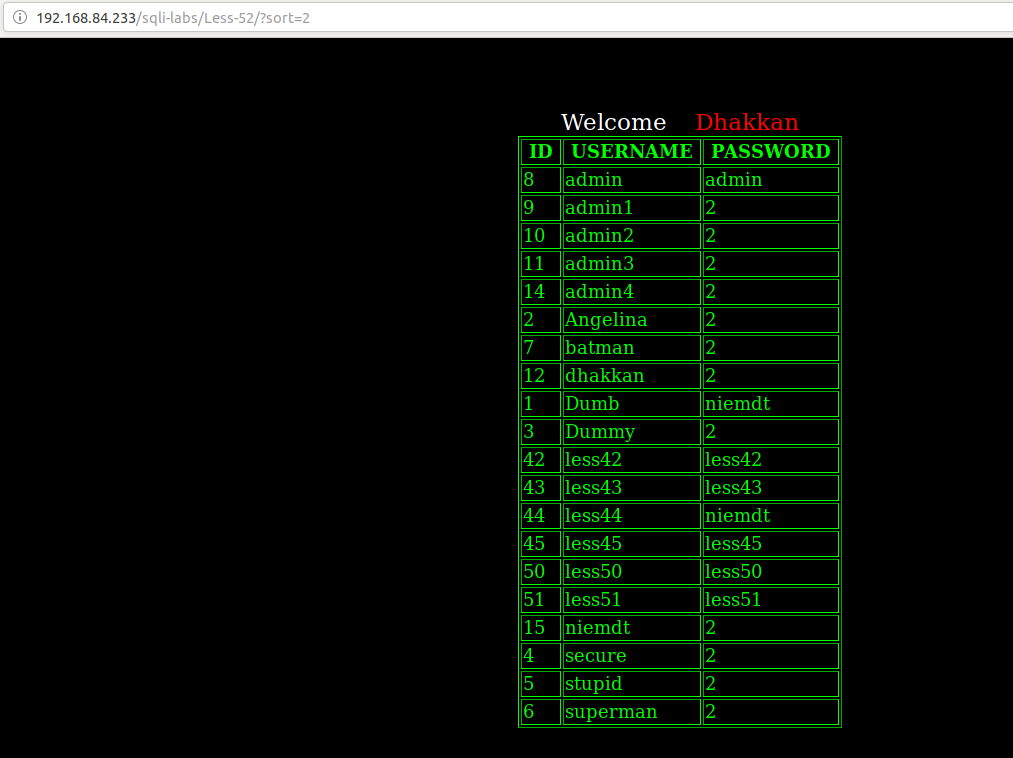 192.168.84.233/sqli-labs/Less-52/?sort=2
Welcome Dhakkan
ID USERNAME PASSWORD
8 admin admin
9 admin1 2
10 admin2 2
11 admin3 2
14 admin4 2
2 Angelina 2
7 batman 2
12 dhakkan 2
1 Dumb niemdt
3 Dummy 2
42 less42 less42
43 less43 less43
44 less44 niemdt
45 less45 less45
50 less50 less50
51 less51 less51
15 niemdt 2
4 secure 2
5 stupid 2
6 superman 2